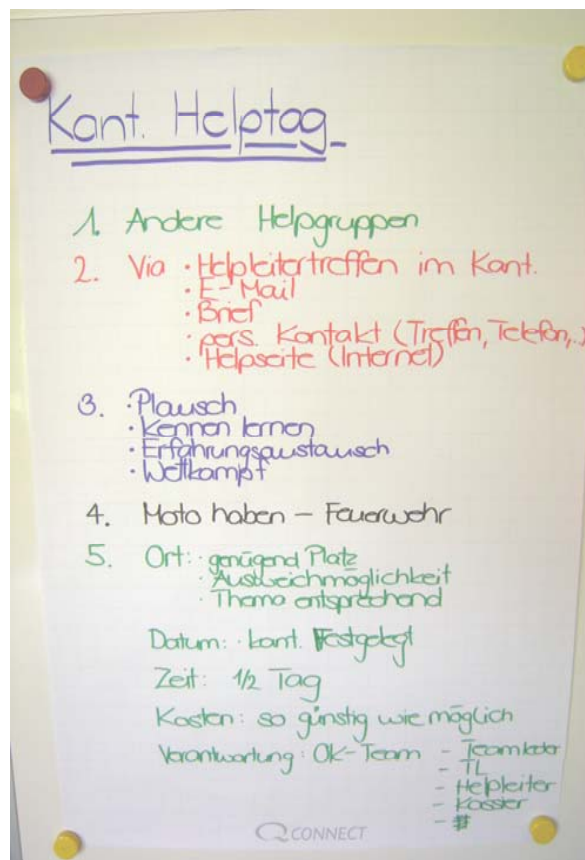 Kant. Helptag
1. Andere Helpgruppen
2. Via · Helpleitertreffen im Kant.
· E-Mail
· Brief
· pers. Kontakt (Treffen, Telefon,..)
· Helpseite (Internet)
3. · Plausch
· Kennen lernen
· Erfahrungsaustausch
· Wettkampf
4. Moto haben – Feuerwehr
5. Ort: · genügend Platz
· Ausweichmöglichkeit
· Thema entsprechend
Datum: · kant. Festgelegt
Zeit: 1/2 Tag
Kosten: so günstig wie möglich
Verantwortung: OK-Team - Teamleiter
- TL
- Helpleiter
- Kassier
- #
Q CONNECT